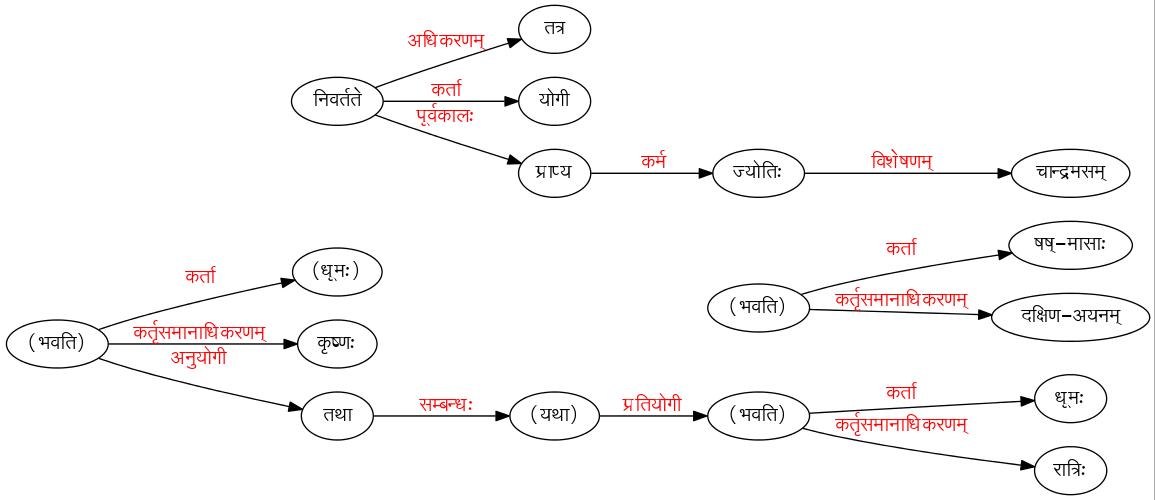 तत्र
अधिकरणम्
निवर्तते
कर्ता
योगी
पूर्वकालः
प्राप्य
कर्म
ज्योतिः
विशेषणम्
चान्द्रमसम्
कर्ता
षष्-मासाः
(भवति)
कर्तृसमानाधिकरणम्
दक्षिण-अयनम्
कर्ता
(धूमः)
(भवति)
कर्तृसमानाधिकरणम्
कृष्णः
अनुयोगी
तथा
सम्बन्धः
(यथा)
प्रतियोगी
(भवति)
कर्ता
धूमः
कर्तृसमानाधिकरणम्
रात्रिः